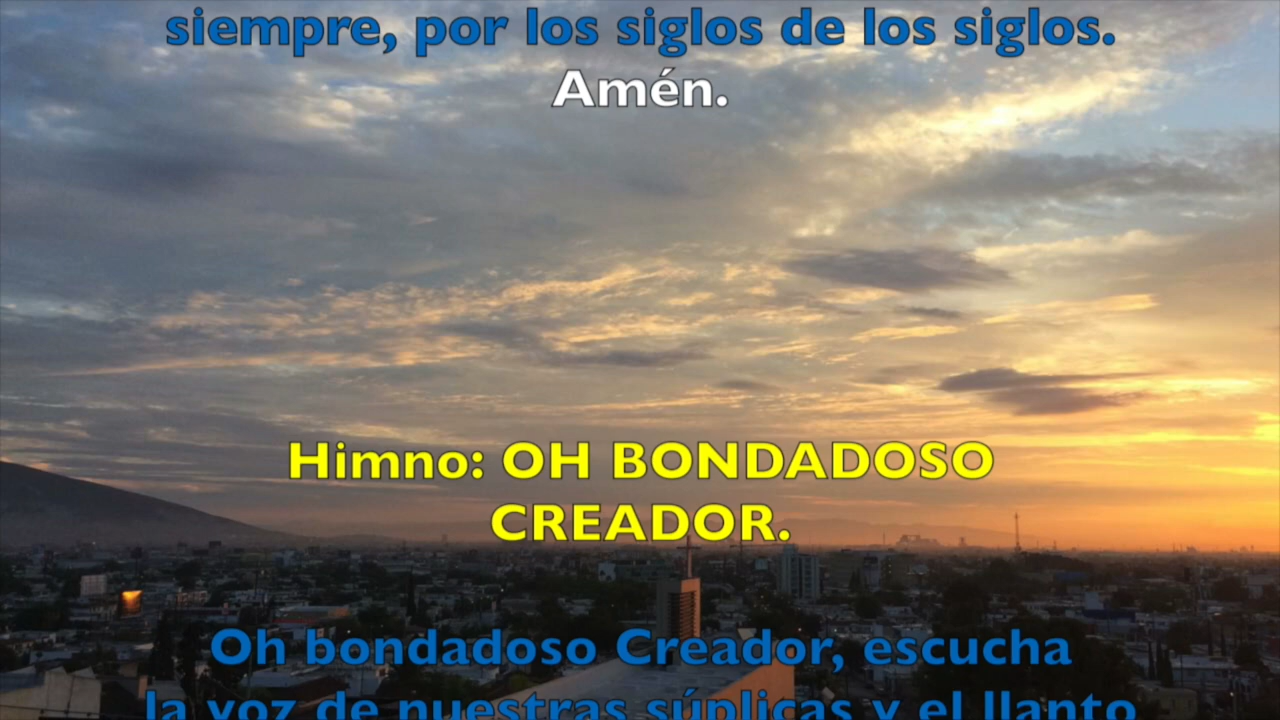 siempre, por los siglos de los siglos.
Amén.
Himno: OH BONDADOSO
CREADOR.
Oh bondadoso Creador, escucha
la voz de nuestras súplicas y el llanto